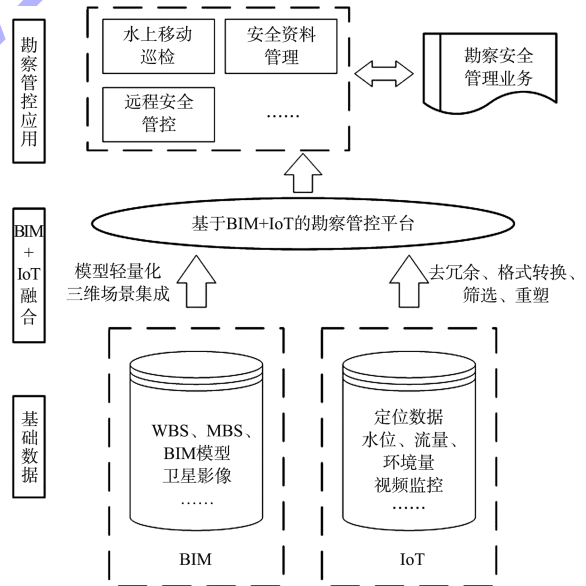 勘察管控应用
水上移动
巡检
安全资料
管理
远程安全
管控
……
勘察安全
管理业务
BIM
+
IoT
融合
基于BIM+IoT的勘察管控平台
模型轻量化
三维场景集成
去冗余、格式转换、
筛选、重塑
基础数据
WBS、MBS、
BIM模型
卫星影像
……
BIM
定位数据
水位、流量、
环境量
视频监控
……
IoT